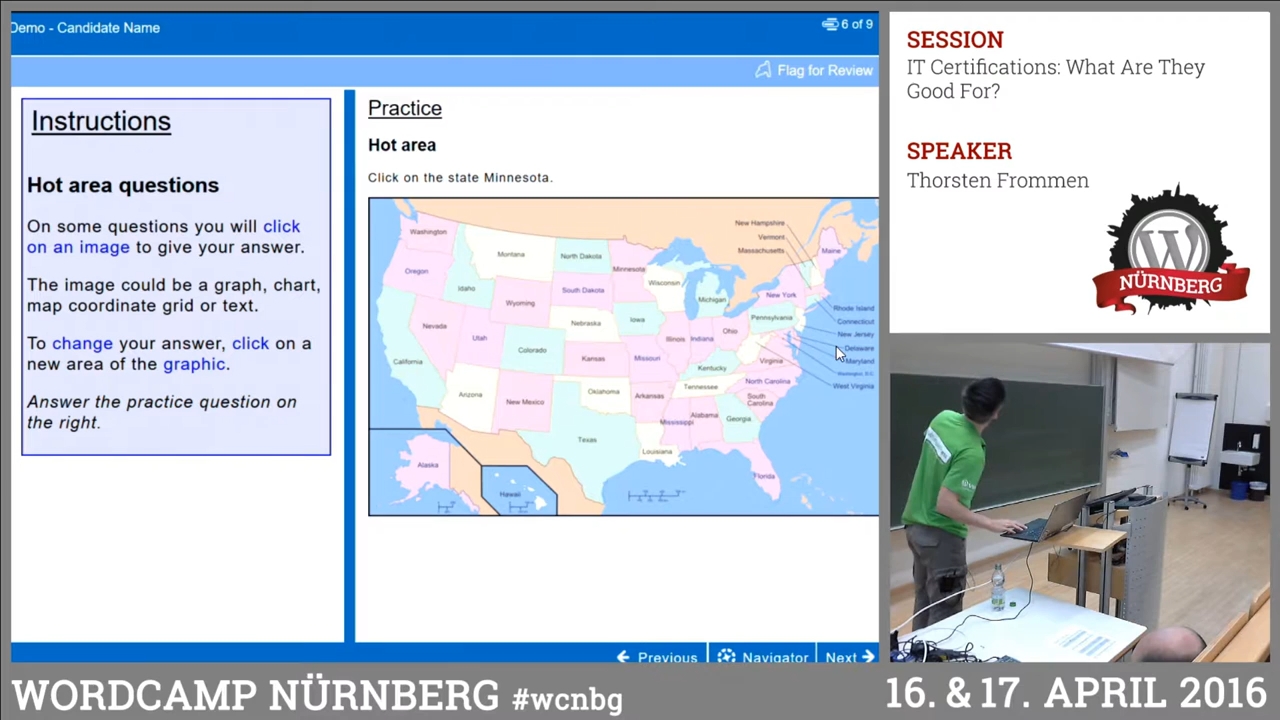 Demo - Candidate Name
6 of 9
Flag for Review
Instructions
Hot area questions
On some questions you will click
on an image to give your answer.
The image could be a graph, chart,
map coordinate grid or text.
To change your answer, click on a
new area of the graphic.
Answer the practice question on
the right.
Practice
Hot area
Click on the state Minnesota.
Washington
Montana
North Dakota
Minnesota
New Hampshire
Vermont
Massachusetts
Maine
Oregon
Idaho
Wyoming
South Dakota
Wisconsin
Michigan
New York
Rhode Island
Connecticut
New Jersey
Delaware
Maryland
Washington, D.C.
West Virginia
Nevada
Utah
Colorado
Nebraska
Iowa
Illinois
Indiana
Ohio
Pennsylvania
California
Kansas
Missouri
Kentucky
Virginia
Arizona
New Mexico
Oklahoma
Arkansas
Tennessee
North Carolina
South
Carolina
Texas
Louisiana
Mississippi
Alabama
Georgia
Florida
Alaska
Hawaii
Previous
Navigator
Next
SESSION
IT Certifications: What Are They
Good For?
SPEAKER
Thorsten Frommen
W
NÜRNBERG
WORDCAMP NÜRNBERG #wcnbg
16. & 17. APRIL 2016